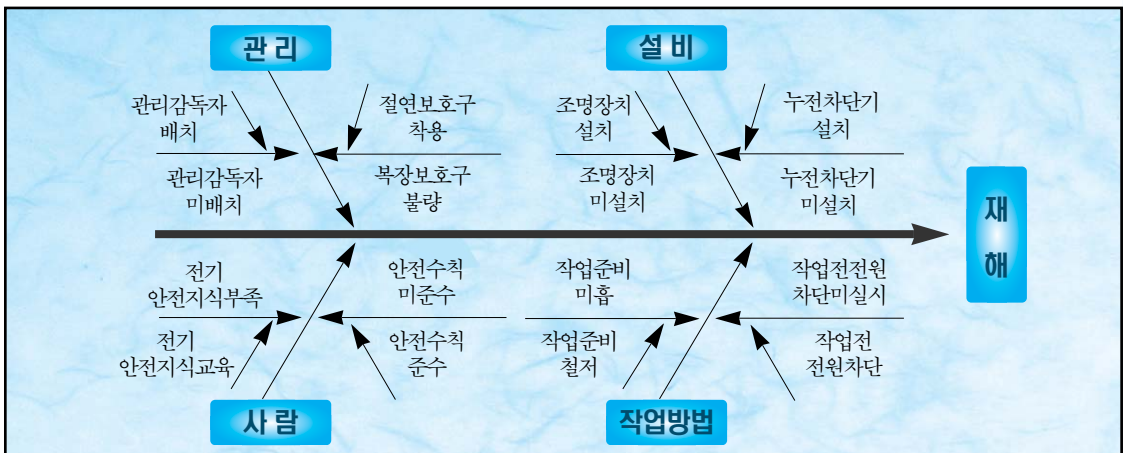 관 리
설 비
관리감독자
배치
절연보호구
착용
조명장치
설치
누전차단기
설치
관리감독자
미배치
복장보호구
불량
조명장치
미설치
누전차단기
미설치
재
해
전기
안전지식부족
안전수칙
미준수
작업준비
미흡
작업전전원
차단미실시
전기
안전지식교육
안전수칙
준수
작업준비
철저
작업전
전원차단
사 람
작업방법